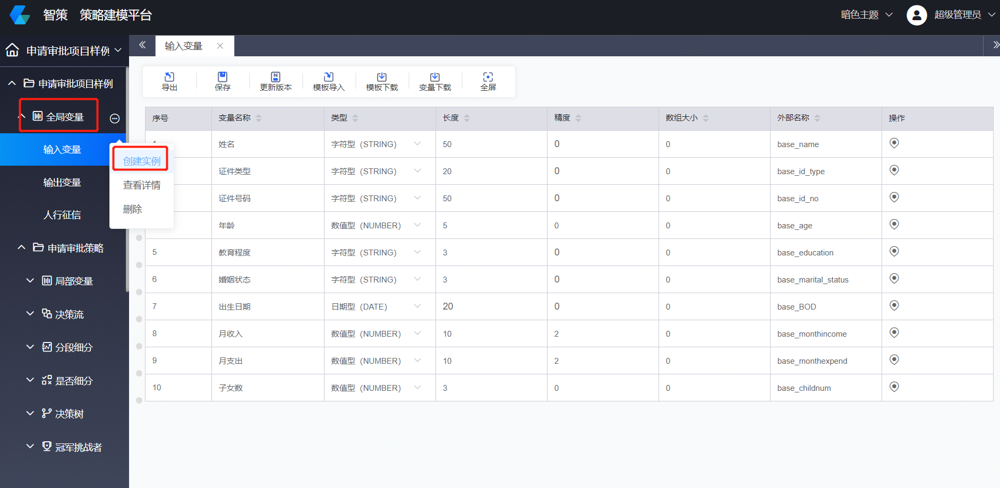 智策 策略建模平台
暗色主题
超级管理员
申请审批项目样例
输入变量
申请审批项目样例
全局变量
输入变量
输出变量
人行征信
申请审批策略
局部变量
决策流
分段细分
是否细分
决策树
冠军挑战者
创建实例
查看详情
删除
导出 保存 更新版本 模板导入 模板下载 变量下载 全屏
序号 变量名称 类型 长度 精度 数组大小 外部名称 操作
姓名 字符型（STRING） 50 0 0 base_name
证件类型 字符型（STRING） 20 0 0 base_id_type
证件号码 字符型（STRING） 50 0 0 base_id_no
年龄 数值型（NUMBER） 5 0 0 base_age
5 教育程度 字符型（STRING） 3 0 0 base_education
6 婚姻状态 字符型（STRING） 3 0 0 base_marital_status
7 出生日期 日期型（DATE） 20 0 0 base_BOD
8 月收入 数值型（NUMBER） 10 2 0 base_monthincome
9 月支出 数值型（NUMBER） 10 2 0 base_monthexpend
10 子女数 数值型（NUMBER） 3 0 0 base_childnum